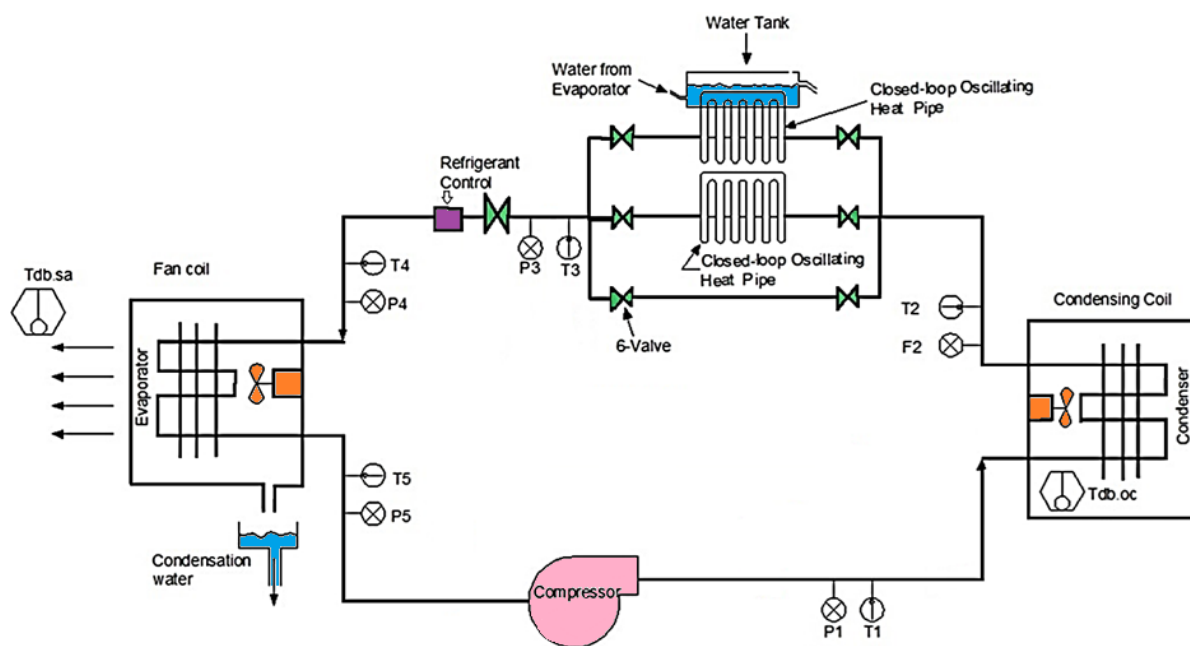 Water Tank
Water from
Evaporator
Closed-loop Oscillating
Heat Pipe
Refrigerant
Control
P3
T3
Closed-loop Oscillating
Heat Pipe
Tdb.sa
Fan coil
T4
P4
6-Valve
T2
F2
Condensing Coil
Evaporator
Condenser
T5
P5
Tdb.oc
Condensation
water
Compressor
P1
T1